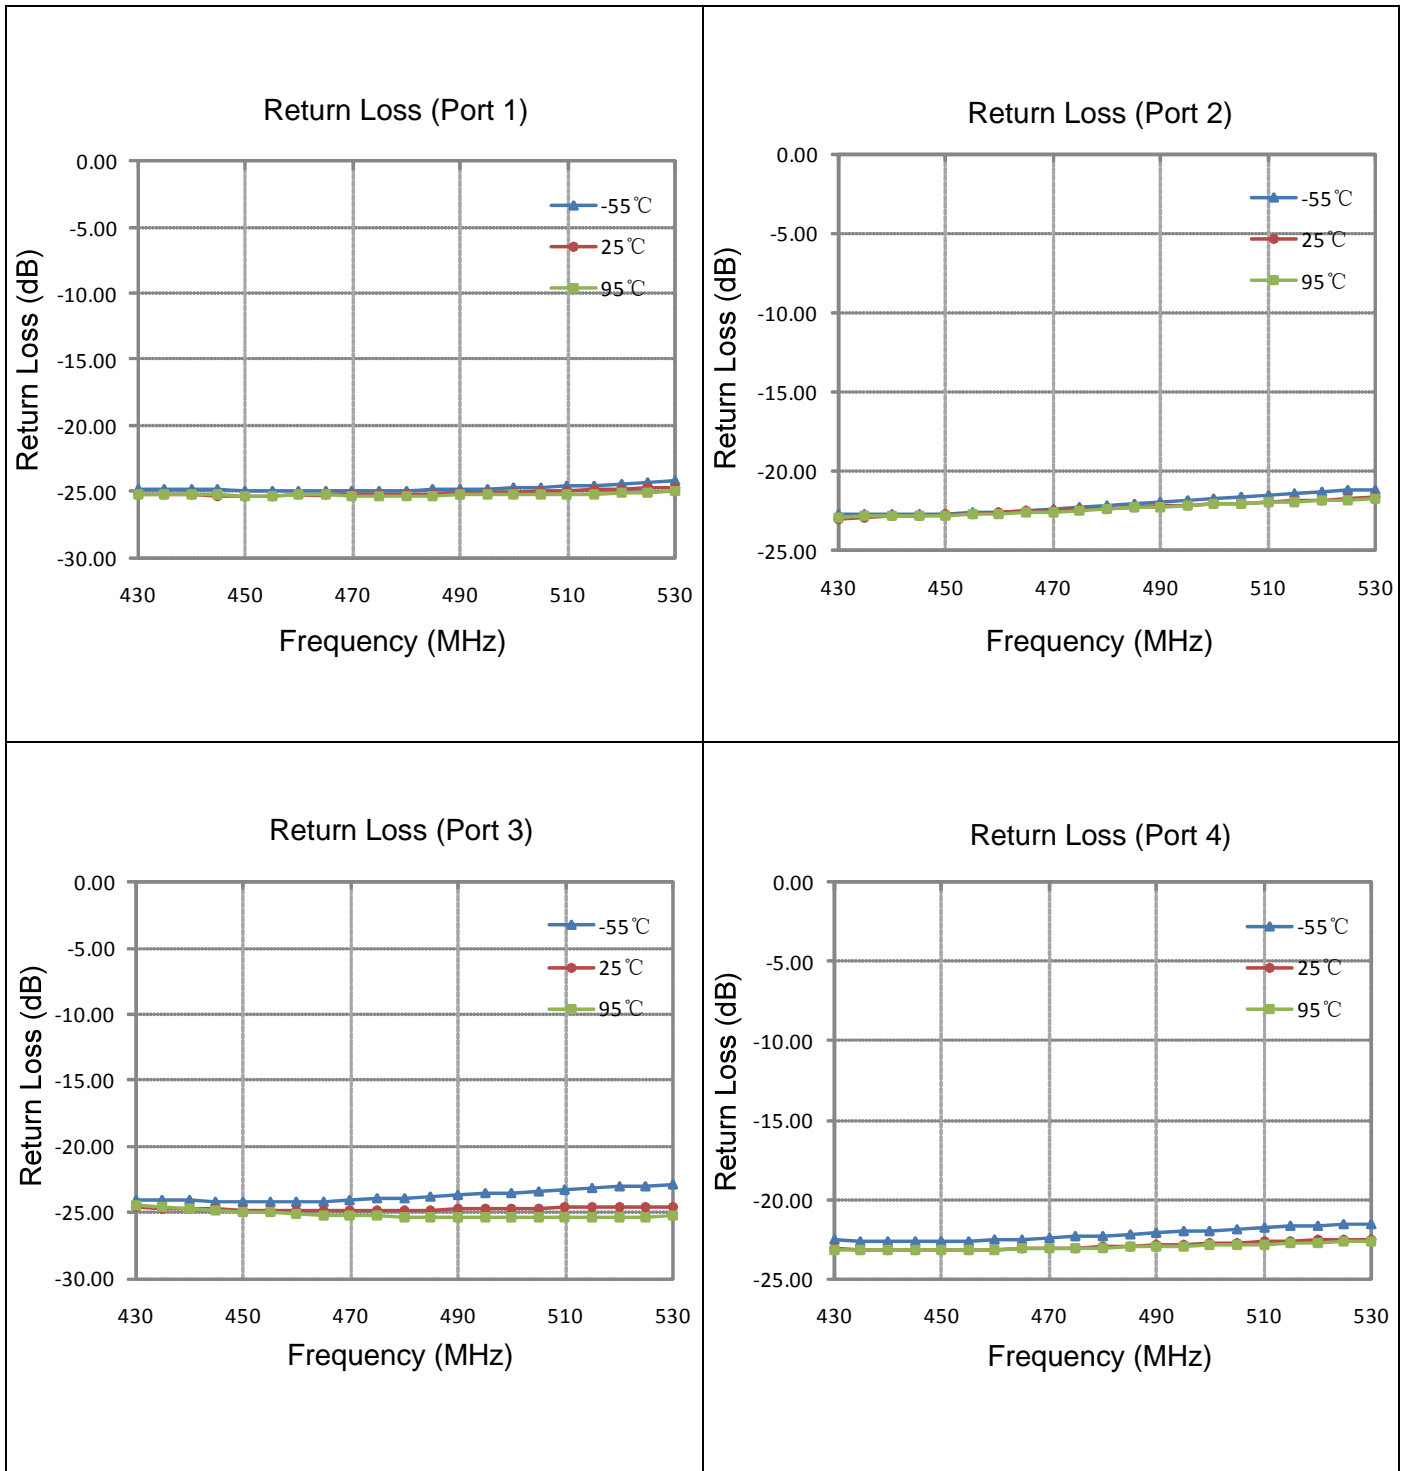 Return Loss (Port 1)
0.00
-5.00
-10.00
-15.00
-20.00
-25.00
-30.00
Return Loss (dB)
-55℃
25℃
95℃
430 450 470 490 510 530
Frequency (MHz)
Return Loss (Port 2)
0.00
-5.00
-10.00
-15.00
-20.00
-25.00
Return Loss (dB)
-55℃
25℃
95℃
430 450 470 490 510 530
Frequency (MHz)
Return Loss (Port 3)
0.00
-5.00
-10.00
-15.00
-20.00
-25.00
-30.00
Return Loss (dB)
-55℃
25℃
95℃
430 450 470 490 510 530
Frequency (MHz)
Return Loss (Port 4)
0.00
-5.00
-10.00
-15.00
-20.00
-25.00
Return Loss (dB)
-55℃
25℃
95℃
430 450 470 490 510 530
Frequency (MHz)